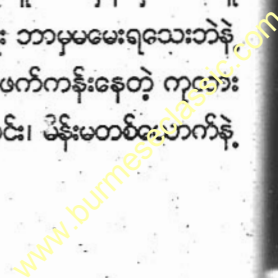 ဘာမှမမေးရသေးဘဲနဲ့
ဖက်ကန်းနေတဲ့ ကုလား
င်း၊ မိန်းမတစ်ယောက်နဲ့
www.burmeseclassic.com